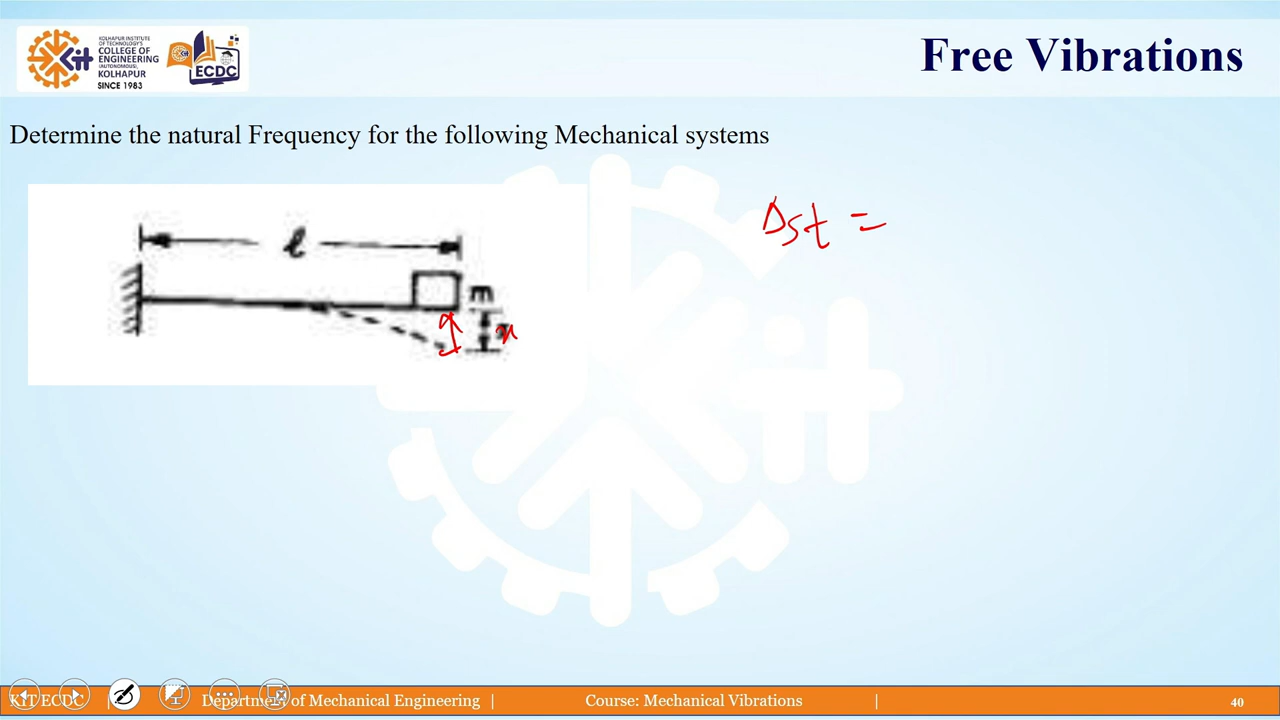 KOLHAPUR INSTITUTE
OF TECHNOLOGY'S
COLLEGE OF
ENGINEERING
(AUTONOMOUS),
KOLHAPUR
SINCE 1983
Kit
ECDC
Free Vibrations
Determine the natural Frequency for the following Mechanical systems
Δst =
ℓ
m
x
KIT ECDC | Department of Mechanical Engineering | Course: Mechanical Vibrations | 40